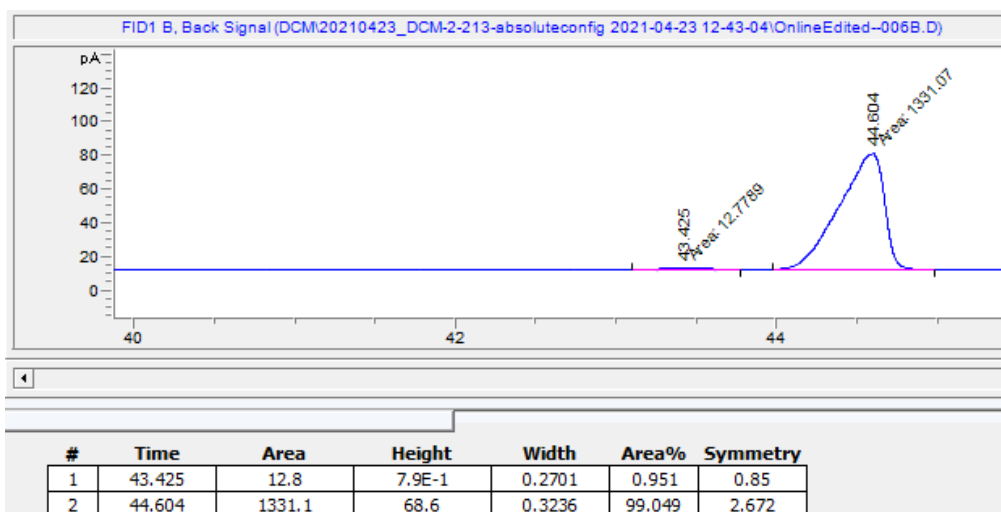 FID1 B, Back Signal (DCM\20210423_DCM-2-213-absoluteconfig 2021-04-23 12-43-04\OnlineEdited--006B.D)
pA
120
100
80
60
40
20
0
43.425
Area: 12.7789
44.604
Area: 1331.07
40 42 44
# Time Area Height Width Area% Symmetry
1 43.425 12.8 7.9E-1 0.2701 0.951 0.85
2 44.604 1331.1 68.6 0.3236 99.049 2.672